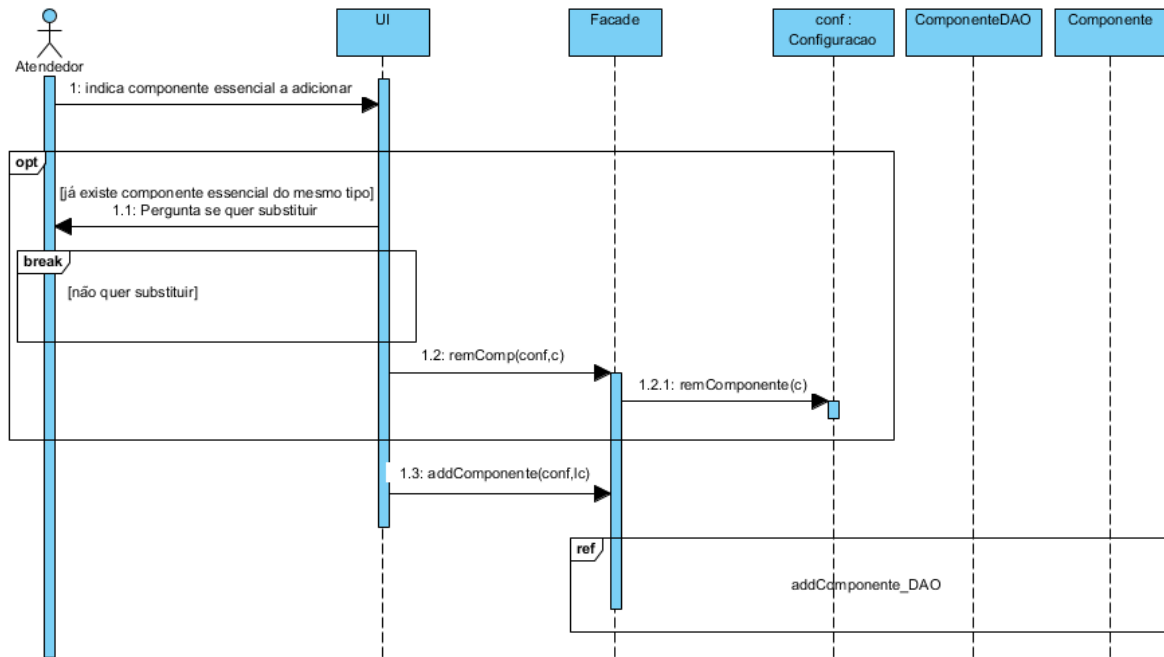 UI
Facade
conf :
Configuracao
ComponenteDAO
Componente
Atendedor
1: indica componente essencial a adicionar
opt
[já existe componente essencial do mesmo tipo]
1.1: Pergunta se quer substituir
break
[não quer substituir]
1.2: remComp(conf,c)
1.2.1: remComponente(c)
1.3: addComponente(conf,lc)
ref
addComponente_DAO